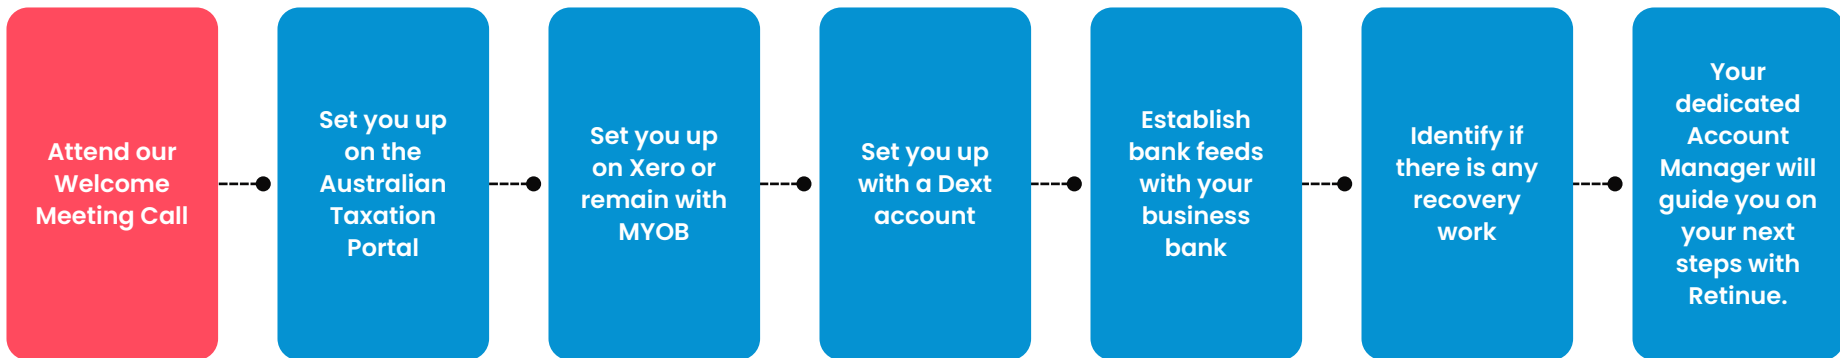 Attend our
Welcome
Meeting Call
Set you up
on the
Australian
Taxation
Portal
Set you up
on Xero or
remain with
MYOB
Set you up
with a Dext
account
Establish
bank feeds
with your
business
bank
Identify if
there is any
recovery
work
Your
dedicated
Account
Manager will
guide you on
your next
steps with
Retinue.